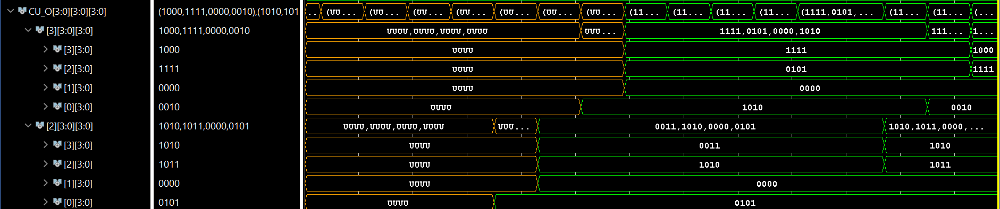 CU_O[3:0][3:0][3:0] (1000,1111,0000,0010),(1010,101 ... (UU... (UU... (UU... (UU... (UU... (UU... (UU... (11... (11... (11... (11... (1111,0101,... (11... (11... (...
[3][3:0][3:0] 1000,1111,0000,0010 UUUU,UUUU,UUUU,UUUU UUU... 1111,0101,0000,1010 111... 1...
[3][3:0] 1000 UUUU 1111 1000
[2][3:0] 1111 UUUU 0101 1111
[1][3:0] 0000 UUUU 0000
[0][3:0] 0010 UUUU 1010 0010
[2][3:0][3:0] 1010,1011,0000,0101 UUUU,UUUU,UUUU,UUUU UUU... 0011,1010,0000,0101 1010,1011,0000,...
[3][3:0] 1010 UUUU 0011 1010
[2][3:0] 1011 UUUU 1010 1011
[1][3:0] 0000 UUUU 0000
[0][3:0] 0101 UUUU 0101